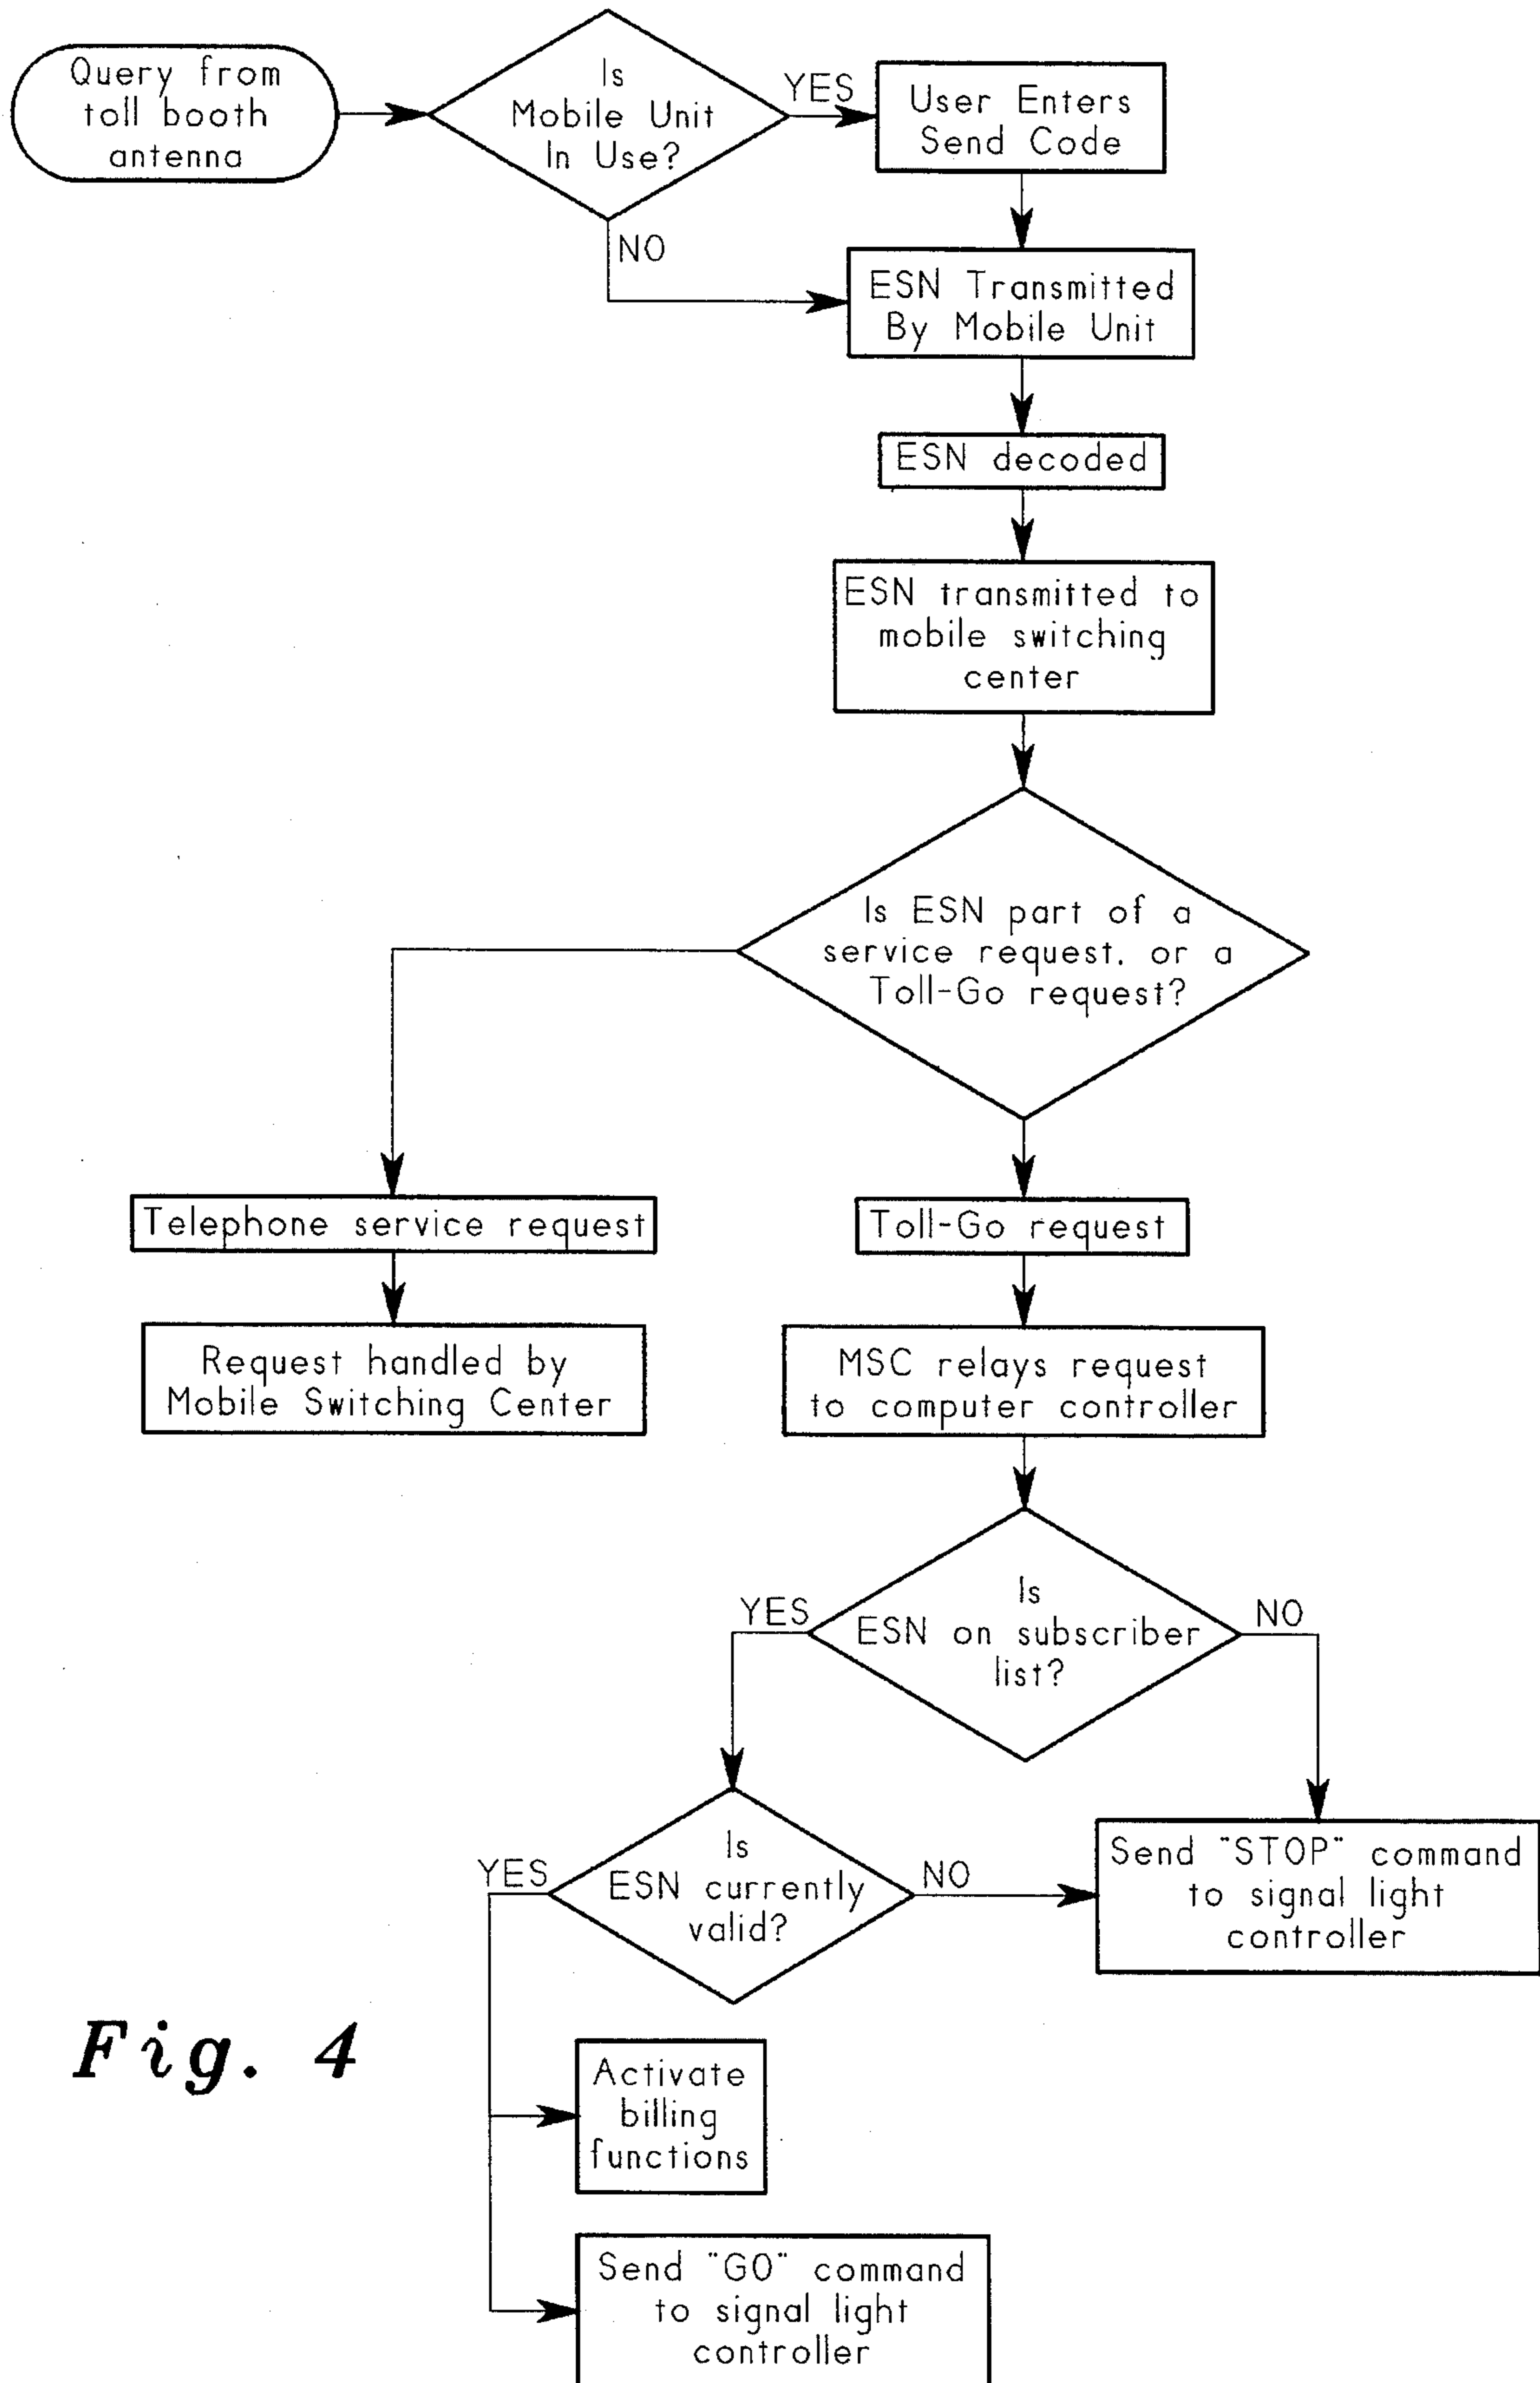 Query from
toll booth
antenna
Is
Mobile Unit
In Use?
YES
User Enters
Send Code
NO
ESN Transmitted
By Mobile Unit
ESN decoded
ESN transmitted to
mobile switching
center
Is ESN part of a
service request. or a
Toll-Go request?
Telephone service request
Toll-Go request
Request handled by
Mobile Switching Center
MSC relays request
to computer controller
Is
ESN on subscriber
list?
YES
NO
Is
ESN currently
valid?
YES
NO
Send "STOP" command
to signal light
controller
Activate
billing
functions
Send "GO" command
to signal light
controller
Fig. 4